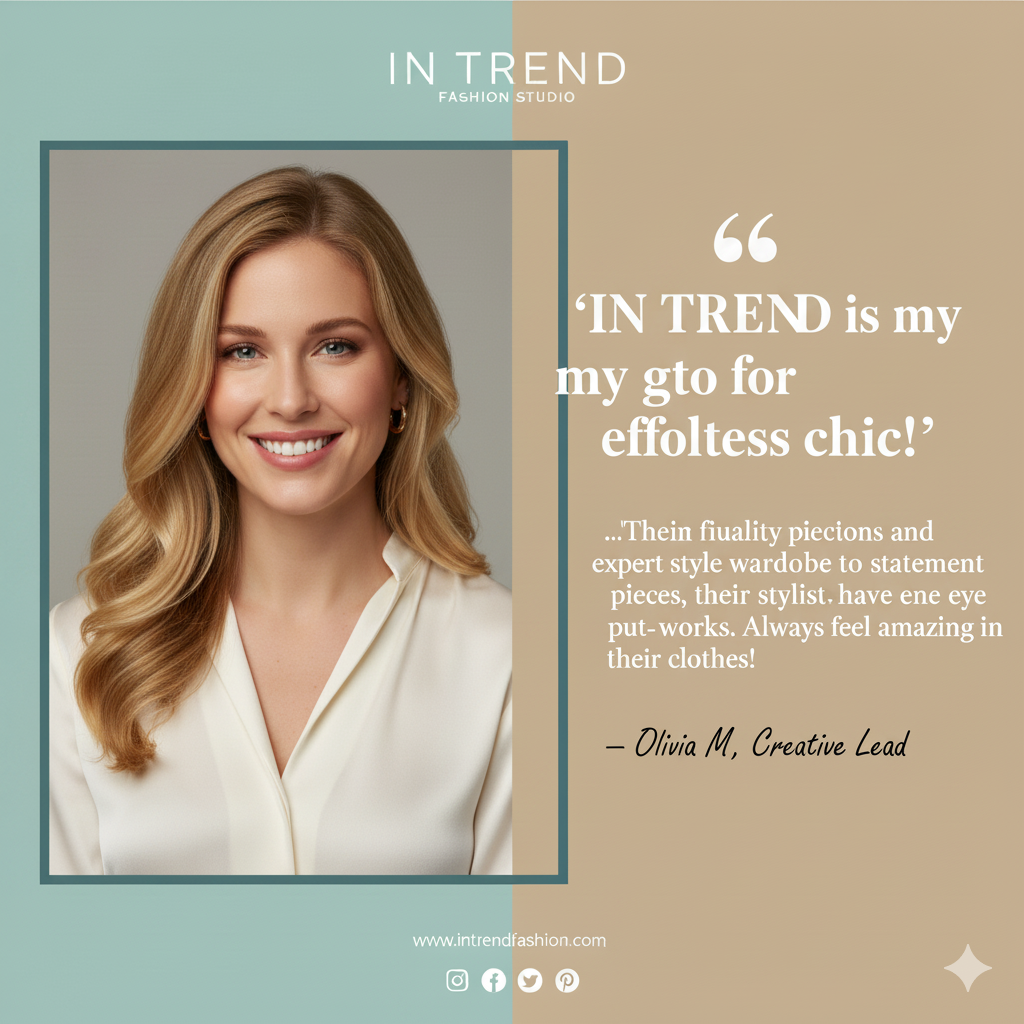 IN TREND
FASHION STUDIO
“
‘IN TREND is my
my gto for
effoltess chic!’
...'Thein fiuality piecions and
expert style wardobe to statement
pieces, their stylist. have ene eye
put-works. Always feel amazing in
their clothes!
– Olivia M, Creative Lead
www.intrendfashion.com